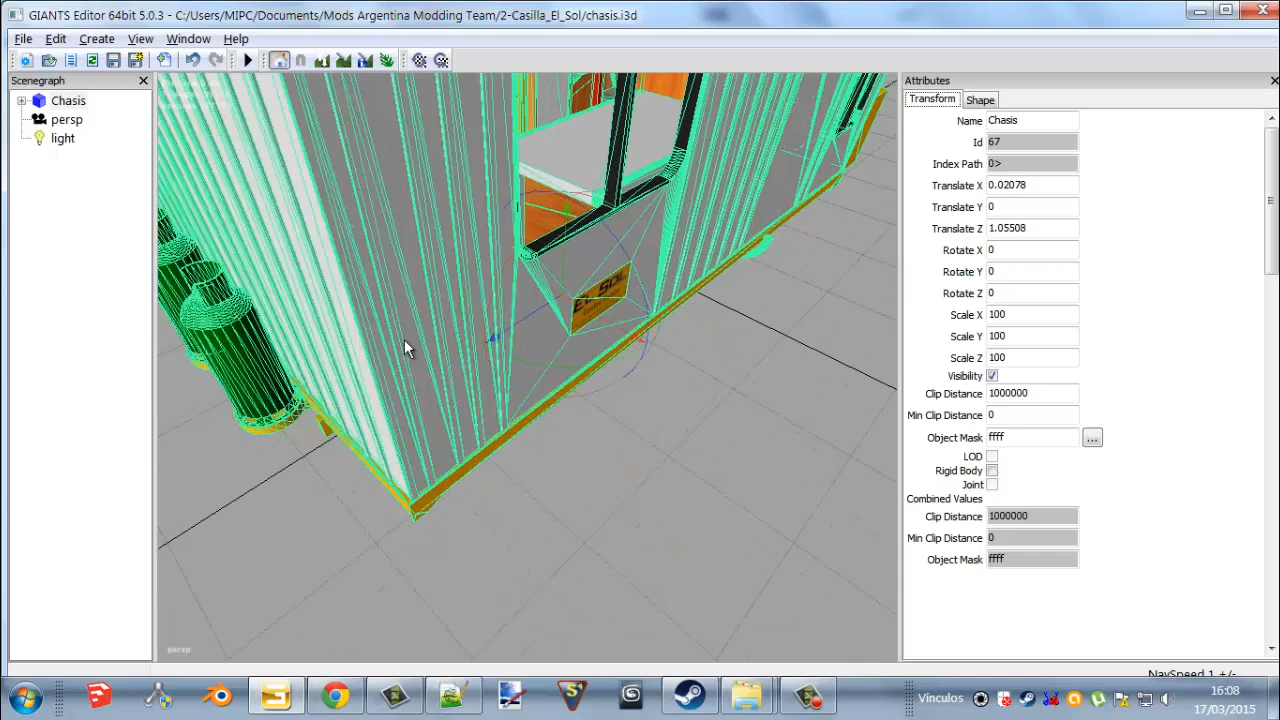 GIANTS Editor 64bit 5.0.3 - C:/Users/MIPC/Documents/Mods Argentina Modding Team/2-Casilla_El_Sol/chasis.i3d
File Edit Create View Window Help
Scenegraph
Chasis
persp
light
EL SOL
persp
Attributes
Transform Shape
Name Chasis
Id 67
Index Path 0>
Translate X 0.02078
Translate Y 0
Translate Z 1.05508
Rotate X 0
Rotate Y 0
Rotate Z 0
Scale X 100
Scale Y 100
Scale Z 100
Visibility
Clip Distance 1000000
Min Clip Distance 0
Object Mask ffff ...
LOD
Rigid Body
Joint
Combined Values
Clip Distance 1000000
Min Clip Distance 0
Object Mask ffff
NavSpeed 1 +/-
Vínculos
16:08
17/03/2015